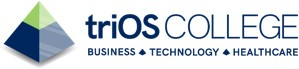 triOS COLLEGE
BUSINESS ♠ TECHNOLOGY ♠ HEALTHCARE